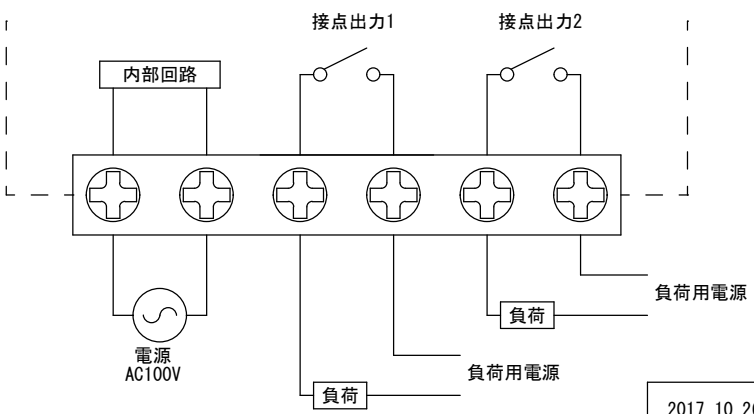 接点出力1
接点出力2
内部回路
負荷用電源
負荷
電源
AC100V
負荷用電源
負荷